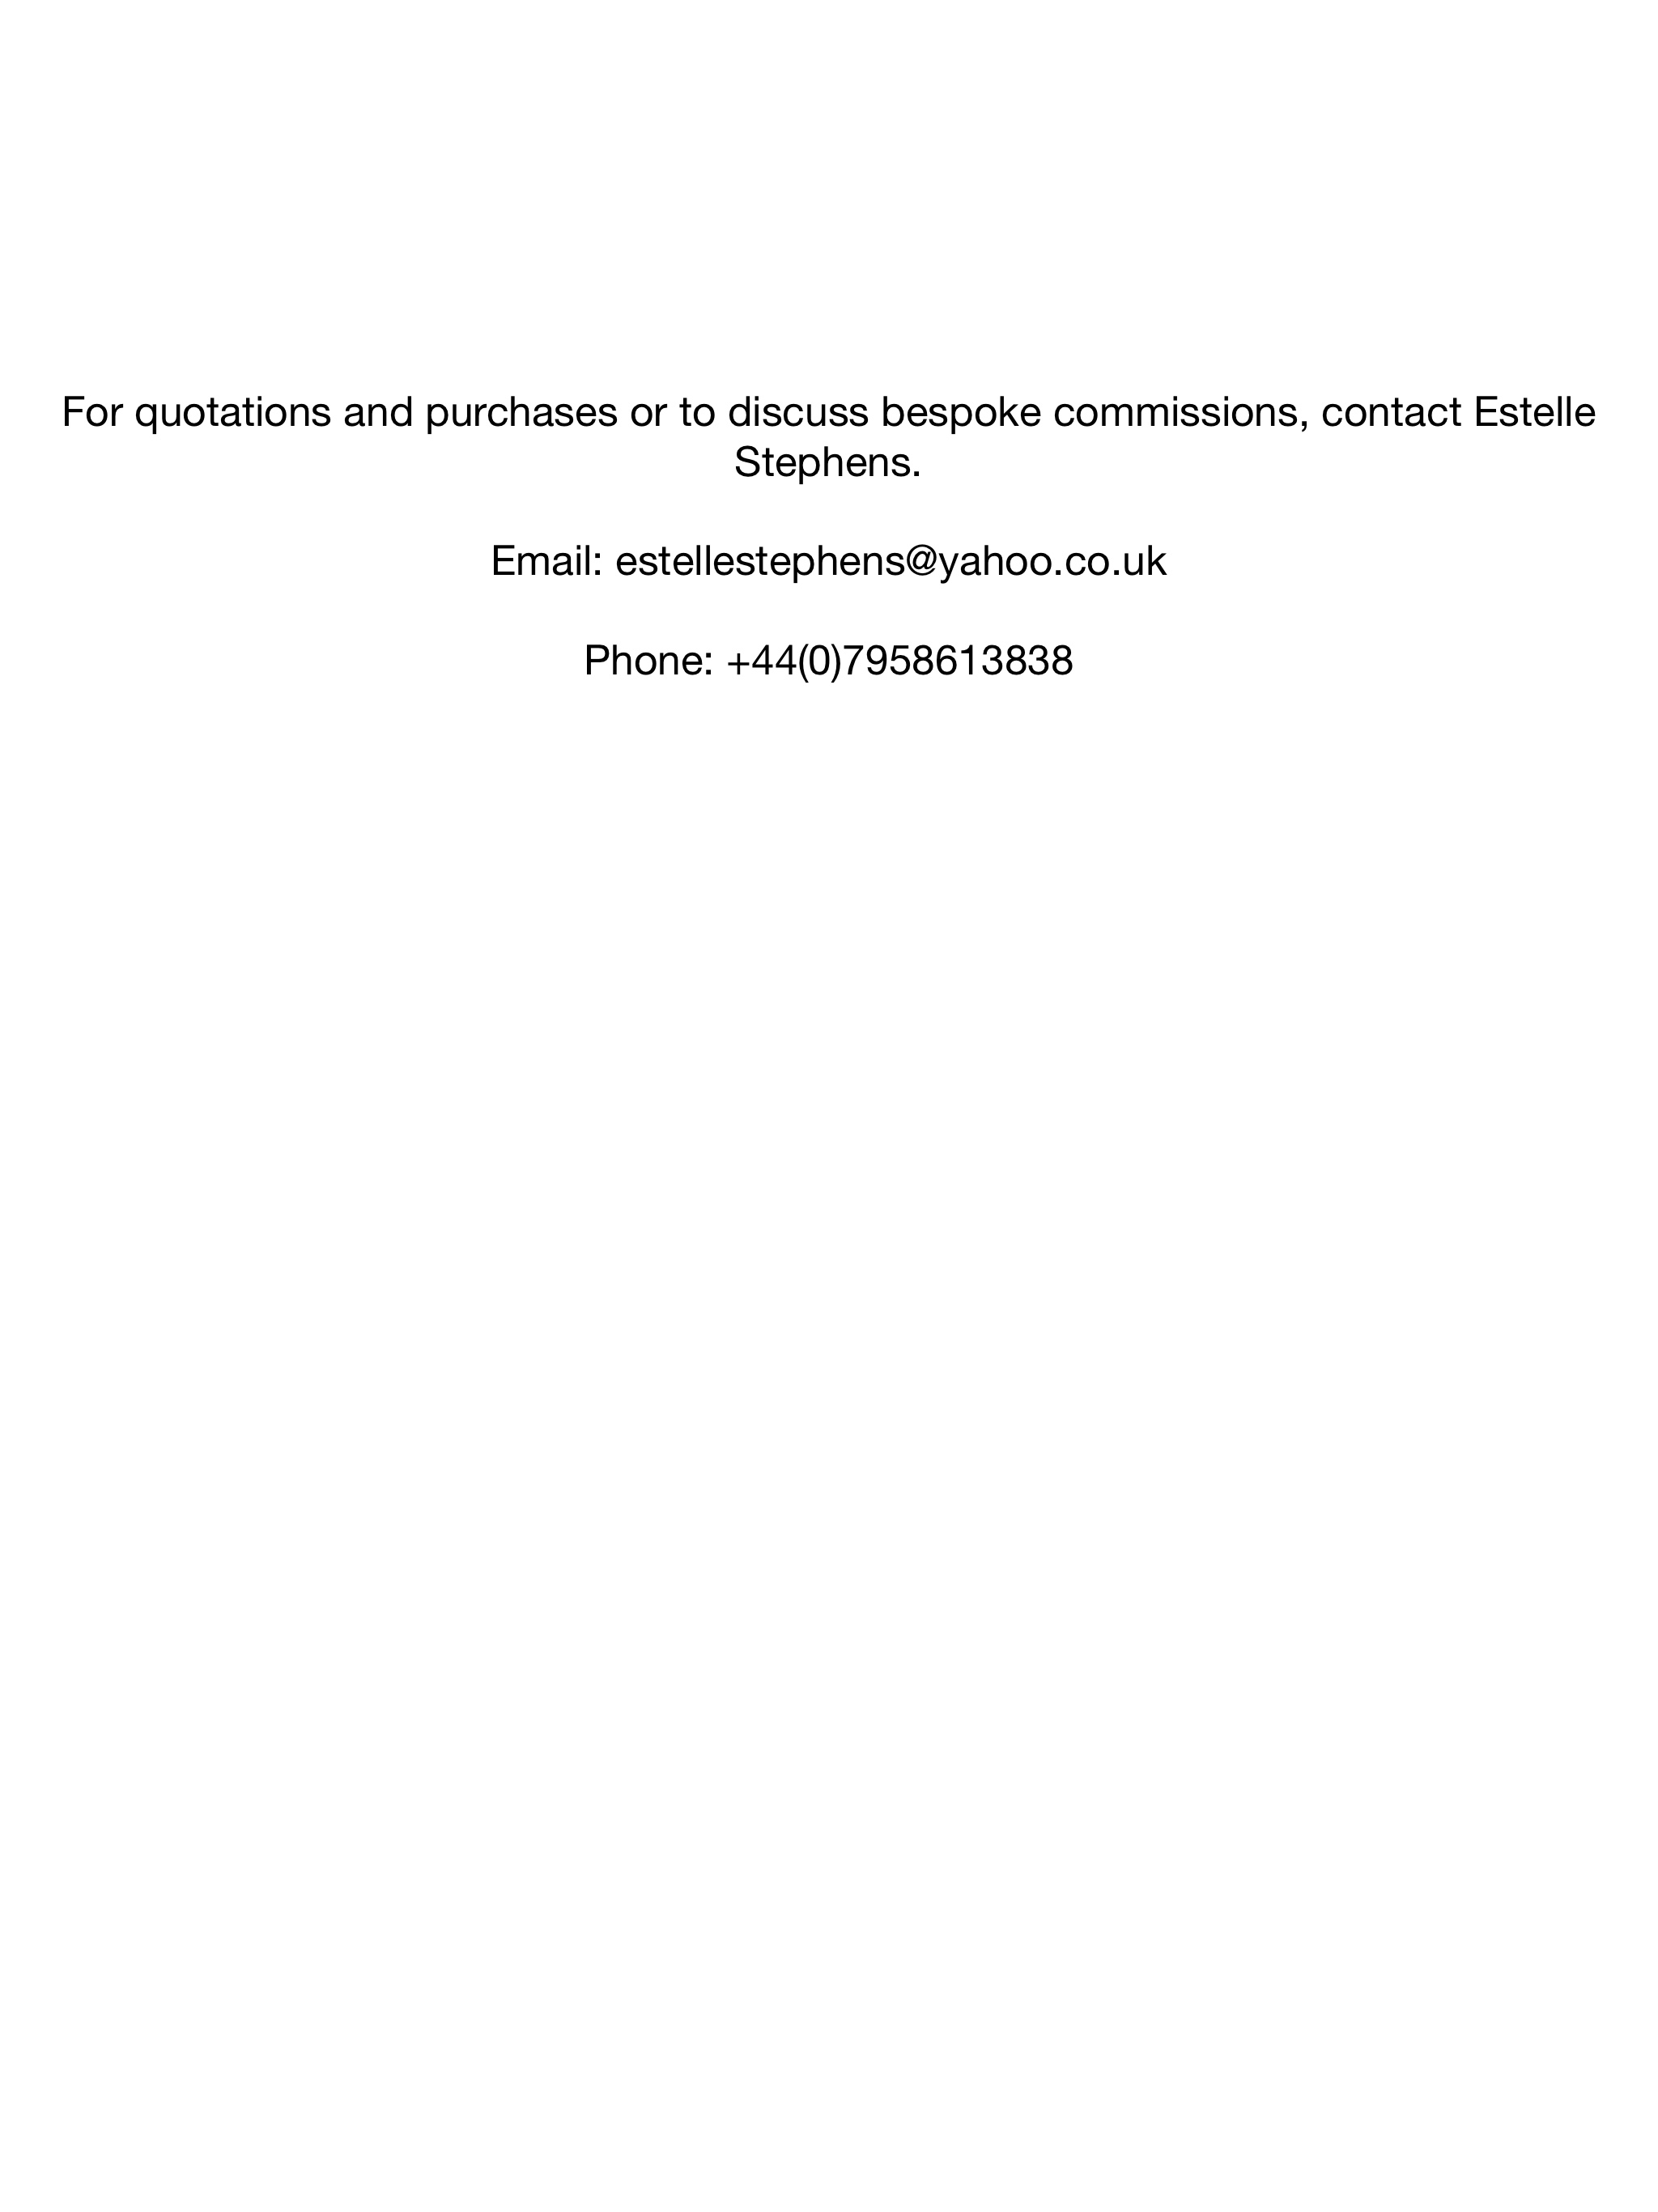 For quotations and purchases or to discuss bespoke commissions, contact Estelle
Stephens.
Email: estellestephens@yahoo.co.uk
Phone: +44(0)7958613838